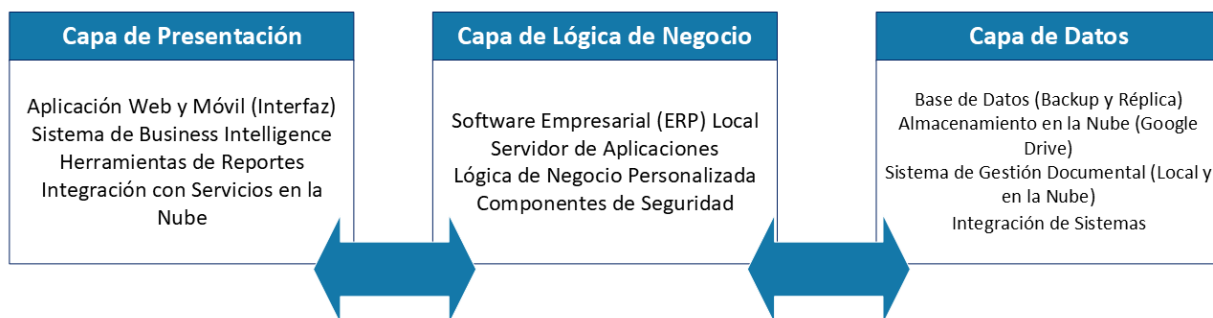 Capa de Presentación
Aplicación Web y Móvil (Interfaz)
Sistema de Business Intelligence
Herramientas de Reportes
Integración con Servicios en la
Nube
Capa de Lógica de Negocio
Software Empresarial (ERP) Local
Servidor de Aplicaciones
Lógica de Negocio Personalizada
Componentes de Seguridad
Capa de Datos
Base de Datos (Backup y Réplica)
Almacenamiento en la Nube (Google
Drive)
Sistema de Gestión Documental (Local y
en la Nube)
Integración de Sistemas